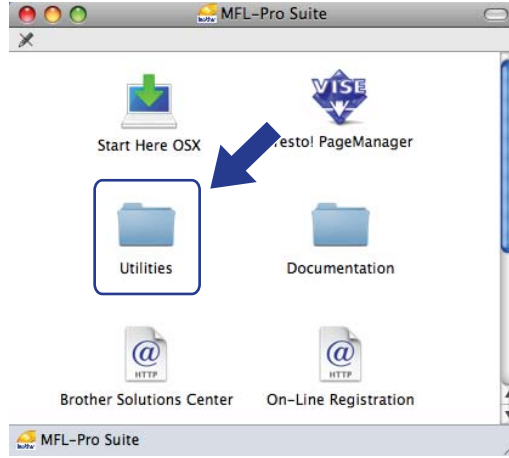 MFL-Pro Suite
VISE
Start Here OSX
resto! PageManager
Utilities
Documentation
@
HTTP
@
HTTP
Brother Solutions Center
On-Line Registration
MFL-Pro Suite